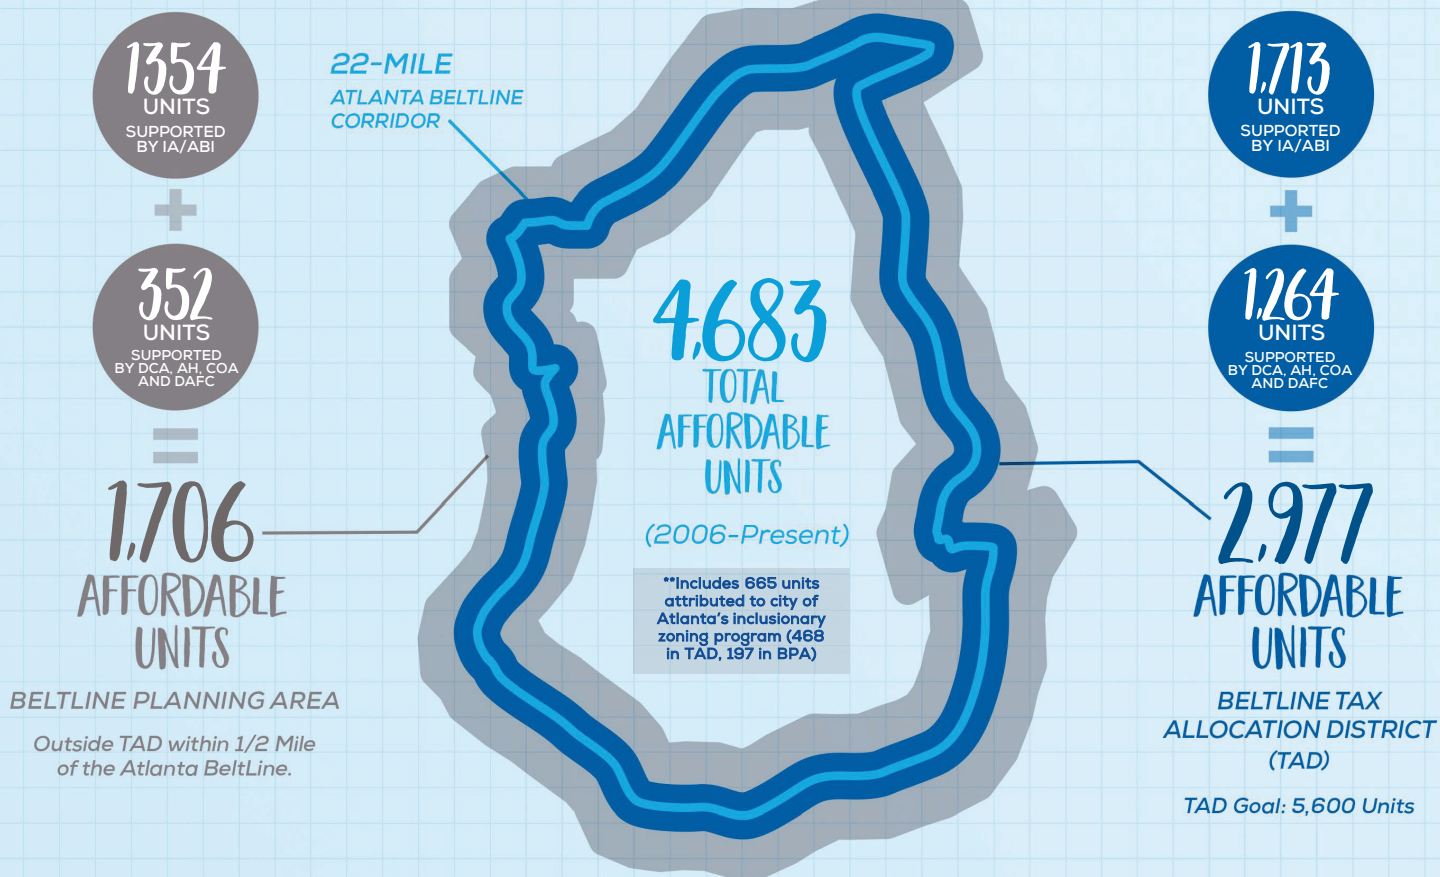 1354
UNITS
SUPPORTED
BY IA/ABI
+
352
UNITS
SUPPORTED
BY DCA, AH, COA
AND DAFC
=
1,706
AFFORDABLE
UNITS
BELTLINE PLANNING AREA
Outside TAD within 1/2 Mile
of the Atlanta BeltLine.
22-MILE
ATLANTA BELTLINE
CORRIDOR
4,683
TOTAL
AFFORDABLE
UNITS
(2006-Present)
**Includes 665 units
attributed to city of
Atlanta's inclusionary
zoning program (468
in TAD, 197 in BPA)
1,713
UNITS
SUPPORTED
BY IA/ABI
+
1,264
UNITS
SUPPORTED
BY DCA, AH, COA
AND DAFC
=
2,977
AFFORDABLE
UNITS
BELTLINE TAX
ALLOCATION DISTRICT
(TAD)
TAD Goal: 5,600 Units